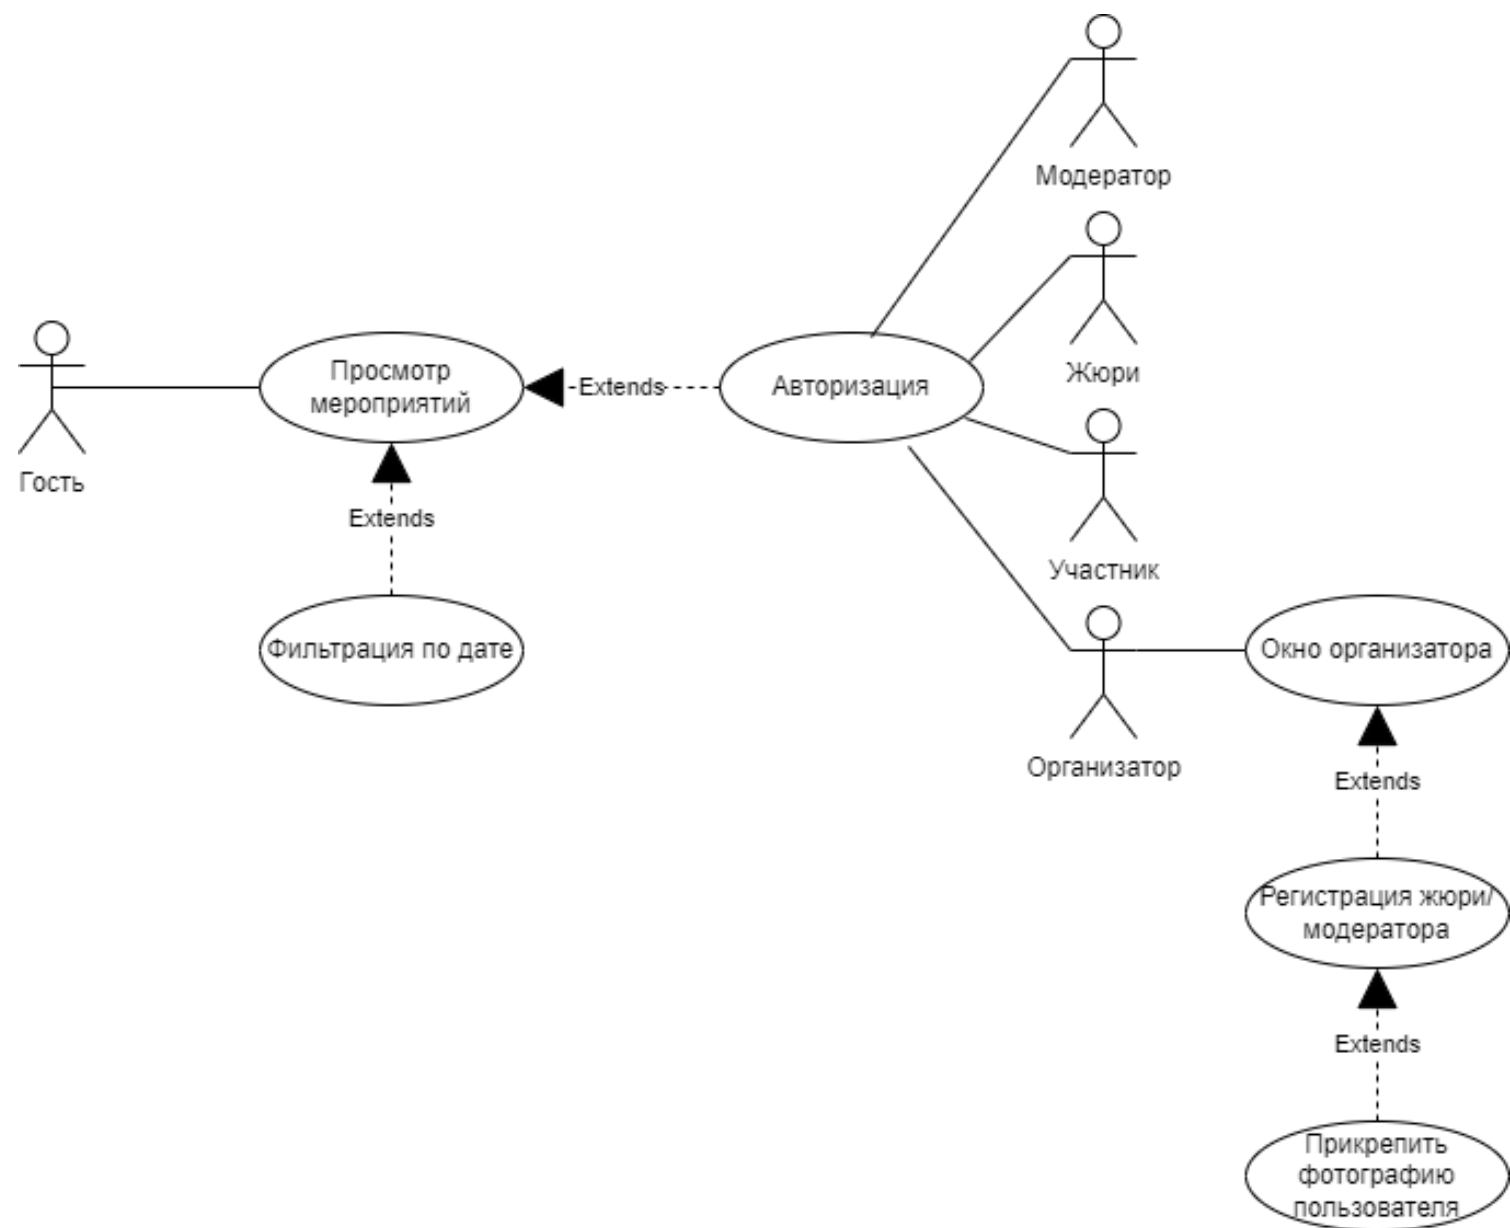 Модератор
Жюри
Просмотр
мероприятий
Extends
Авторизация
Гость
Extends
Участник
Фильтрация по дате
Окно организатора
Организатор
Extends
Регистрация жюри/
модератора
Extends
Прикрепить
фотографию
пользователя